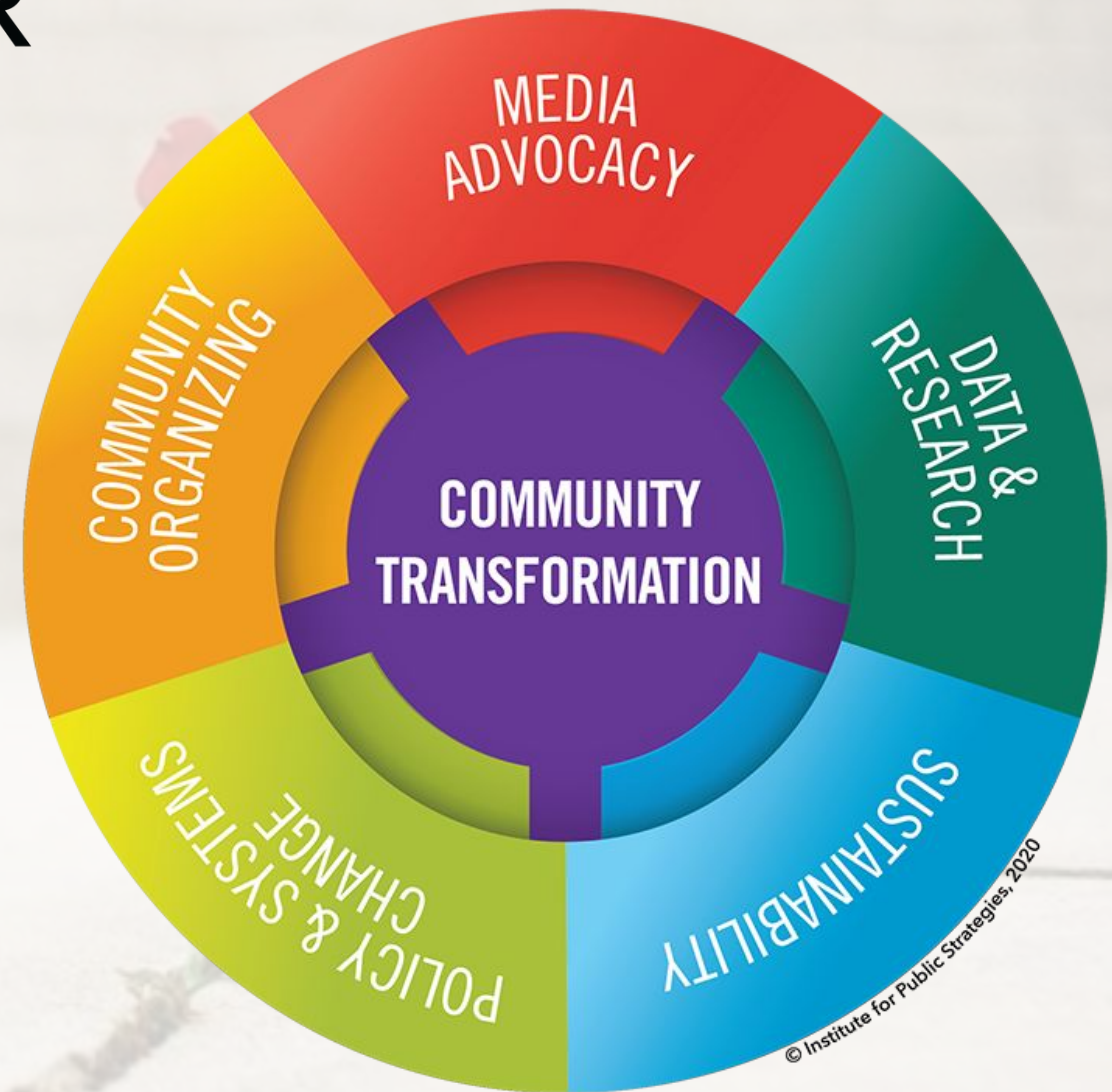 R
MEDIA
ADVOCACY
DATA &
RESEARCH
SUSTAINABILITY
POLICY & SYSTEMS
CHANGE
COMMUNITY
ORGANIZING
COMMUNITY
TRANSFORMATION
© Institute for Public Strategies, 2020